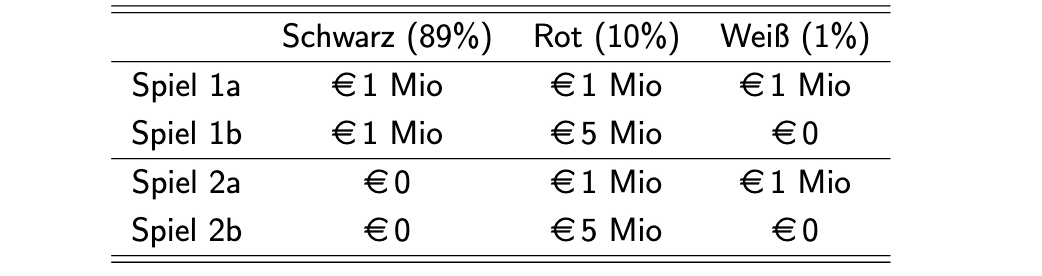 Schwarz (89%) Rot (10%) Weiß (1%)
Spiel 1a €1 Mio €1 Mio €1 Mio
Spiel 1b €1 Mio €5 Mio €0
Spiel 2a €0 €1 Mio €1 Mio
Spiel 2b €0 €5 Mio €0